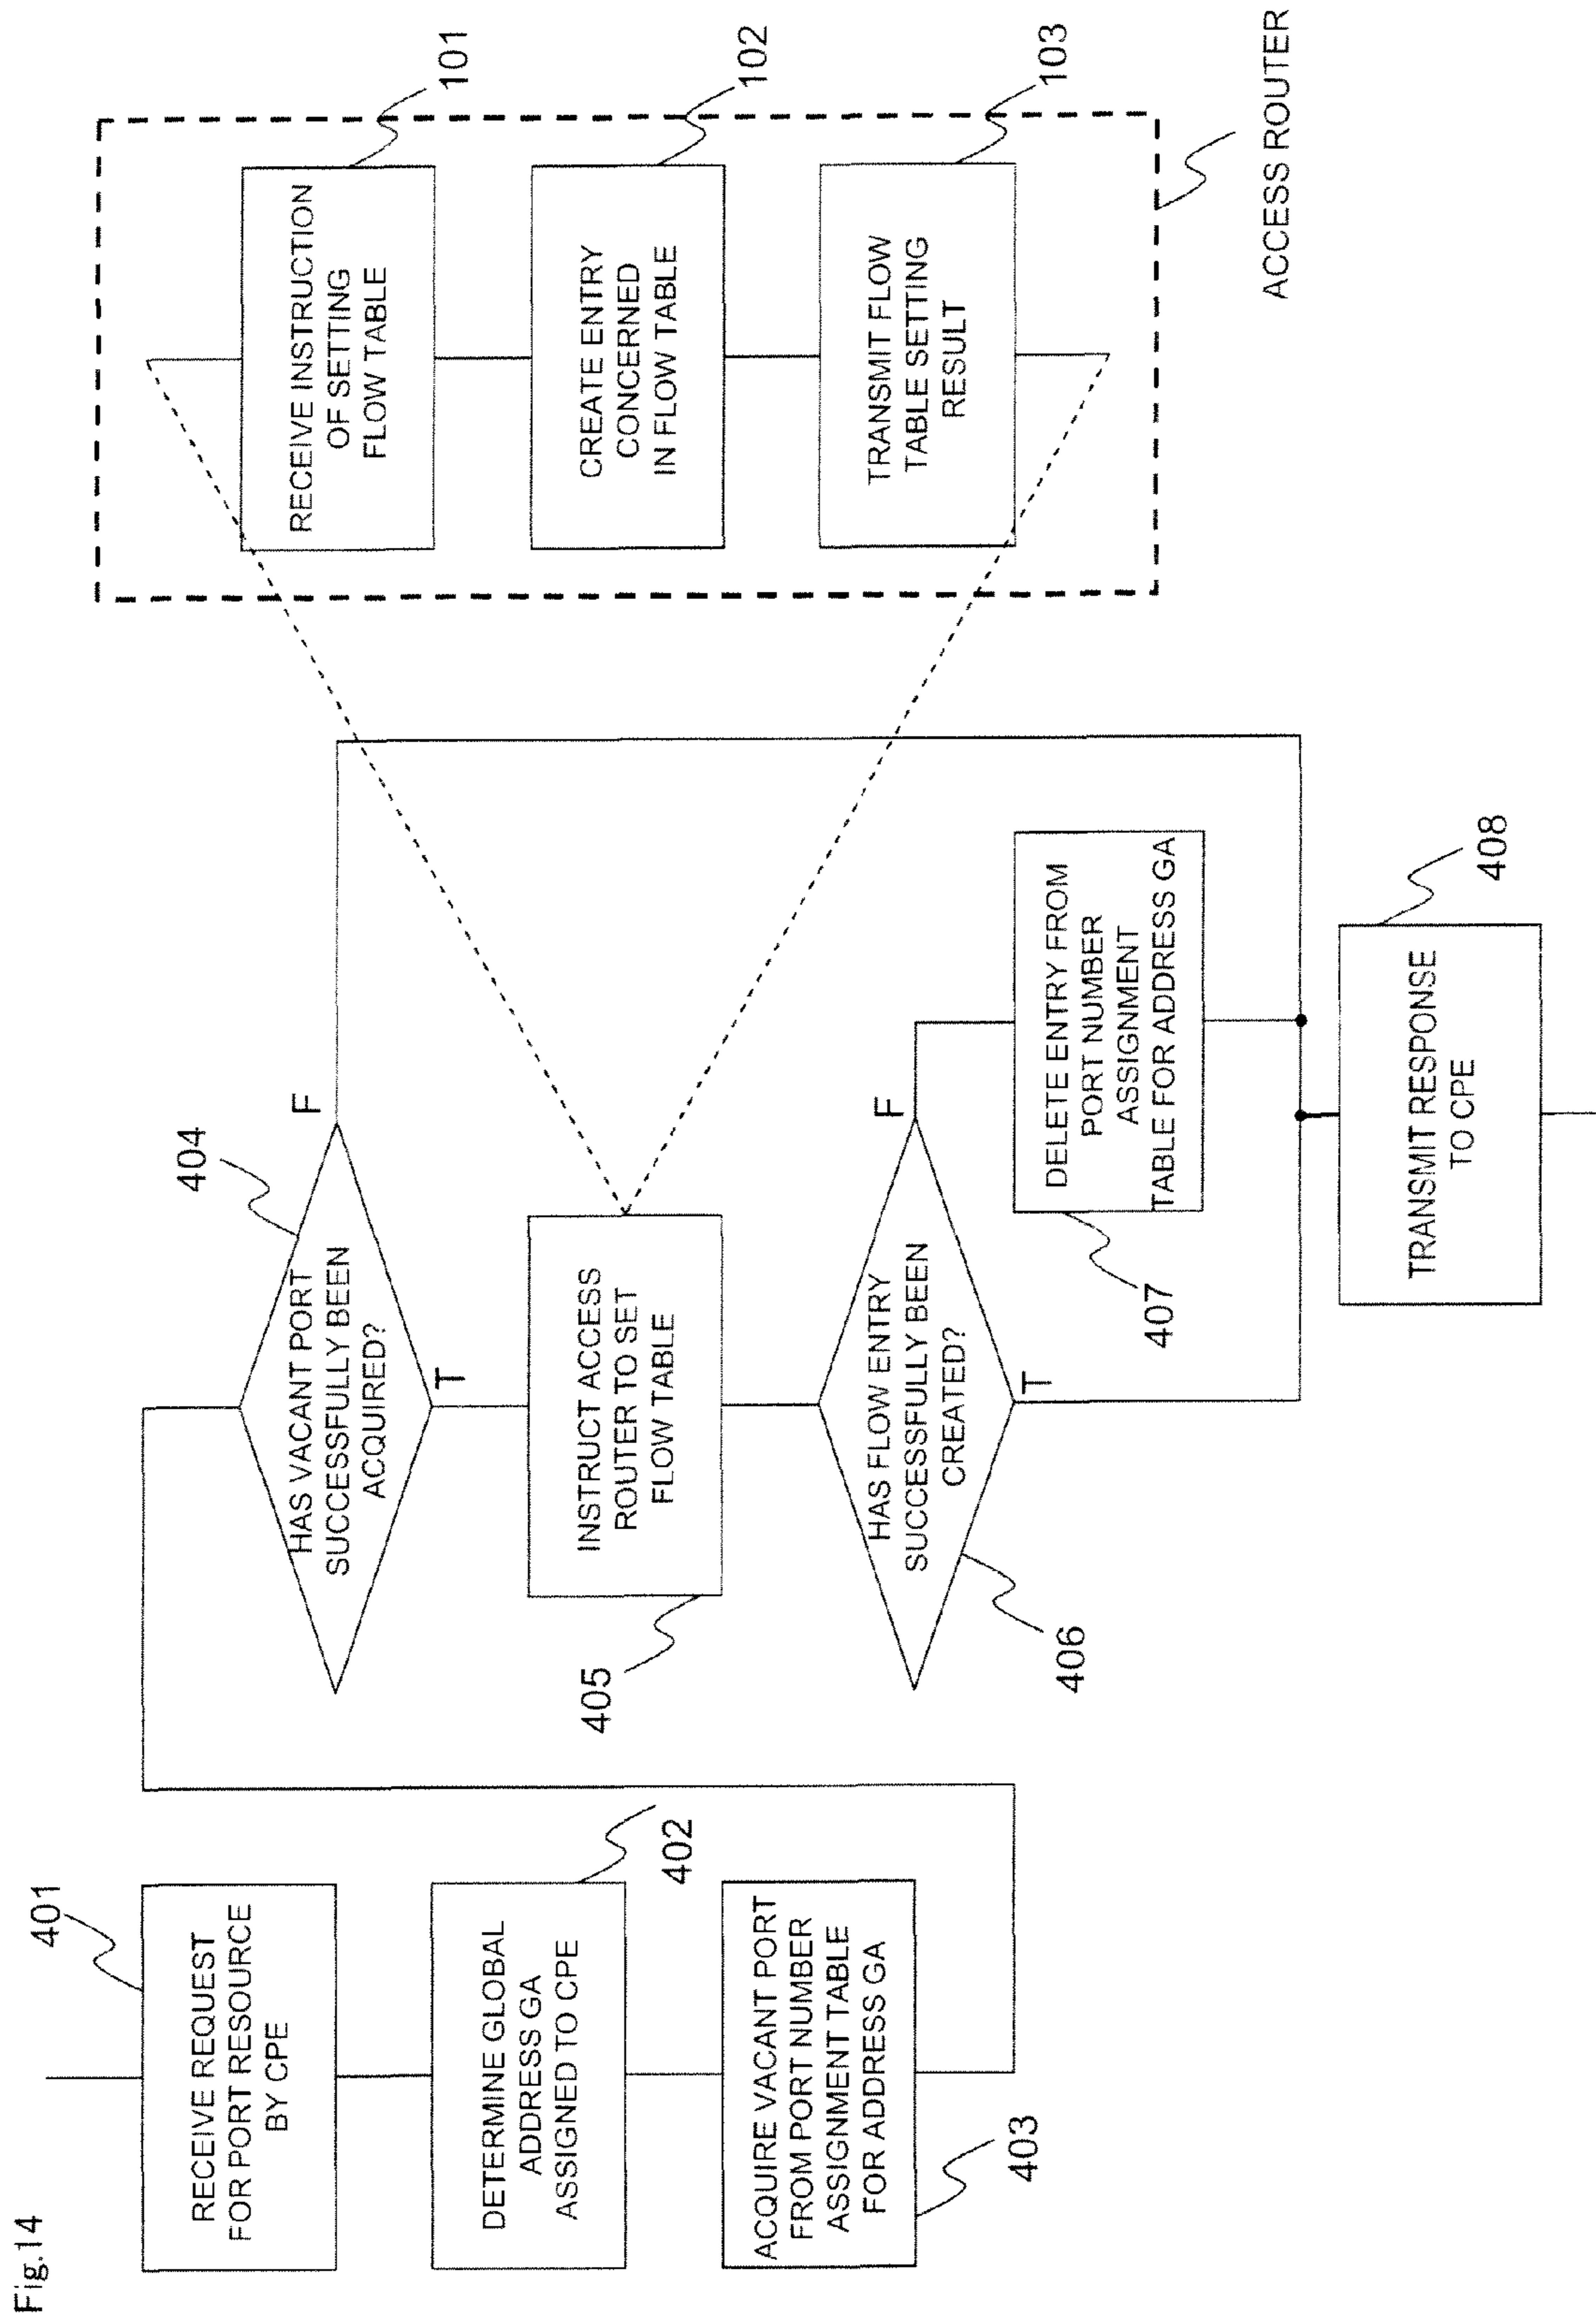 Fig.14
401
RECEIVE REQUEST
FOR PORT RESOURCE
BY CPE
402
DETERMINE GLOBAL
ADDRESS GA
ASSIGNED TO CPE
403
ACQUIRE VACANT PORT
FROM PORT NUMBER
ASSIGNMENT TABLE
FOR ADDRESS GA
404
HAS VACANT PORT
SUCCESSFULLY BEEN
ACQUIRED?
F
T
405
INSTRUCT ACCESS
ROUTER TO SET
FLOW TABLE
406
HAS FLOW ENTRY
SUCCESSFULLY BEEN
CREATED?
F
T
407
DELETE ENTRY FROM
PORT NUMBER
ASSIGNMENT
TABLE FOR ADDRESS GA
408
TRANSMIT RESPONSE
TO CPE
101
RECEIVE INSTRUCTION
OF SETTING
FLOW TABLE
102
CREATE ENTRY
CONCERNED
IN FLOW TABLE
103
TRANSMIT FLOW
TABLE SETTING
RESULT
ACCESS ROUTER